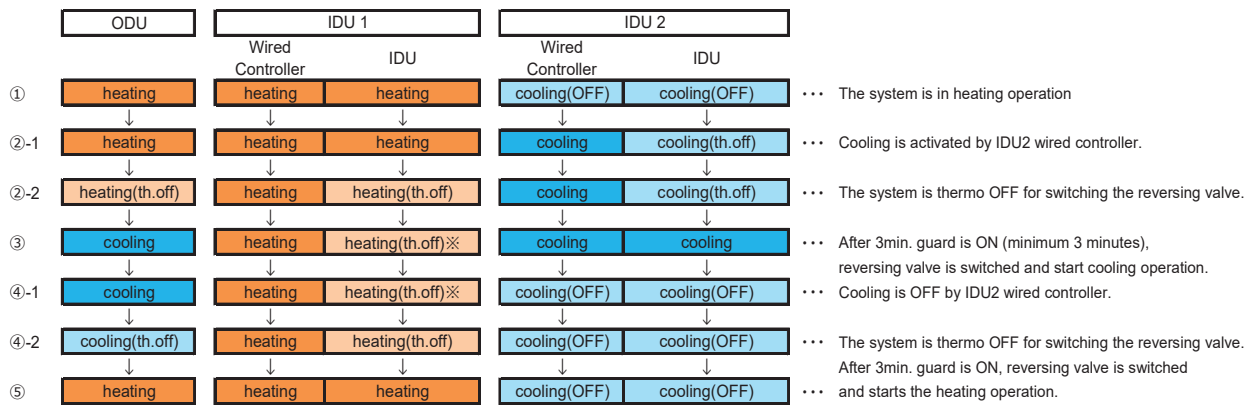 ODU IDU 1 IDU 2
Wired Controller IDU Wired Controller IDU
① heating heating heating cooling(OFF) cooling(OFF) ··· The system is in heating operation
↓ ↓ ↓ ↓ ↓
②-1 heating heating heating cooling cooling(th.off) ··· Cooling is activated by IDU2 wired controller.
↓ ↓ ↓ ↓ ↓
②-2 heating(th.off) heating heating(th.off) cooling cooling(th.off) ··· The system is thermo OFF for switching the reversing valve.
↓ ↓ ↓ ↓ ↓
③ cooling heating heating(th.off)※ cooling cooling ··· After 3min. guard is ON (minimum 3 minutes),
↓ ↓ ↓ ↓ ↓ reversing valve is switched and start cooling operation.
④-1 cooling heating heating(th.off)※ cooling(OFF) cooling(OFF) ··· Cooling is OFF by IDU2 wired controller.
↓ ↓ ↓ ↓ ↓
④-2 cooling(th.off) heating heating(th.off) cooling(OFF) cooling(OFF) ··· The system is thermo OFF for switching the reversing valve.
↓ ↓ ↓ ↓ ↓ After 3min. guard is ON, reversing valve is switched
⑤ heating heating heating cooling(OFF) cooling(OFF) ··· and starts the heating operation.